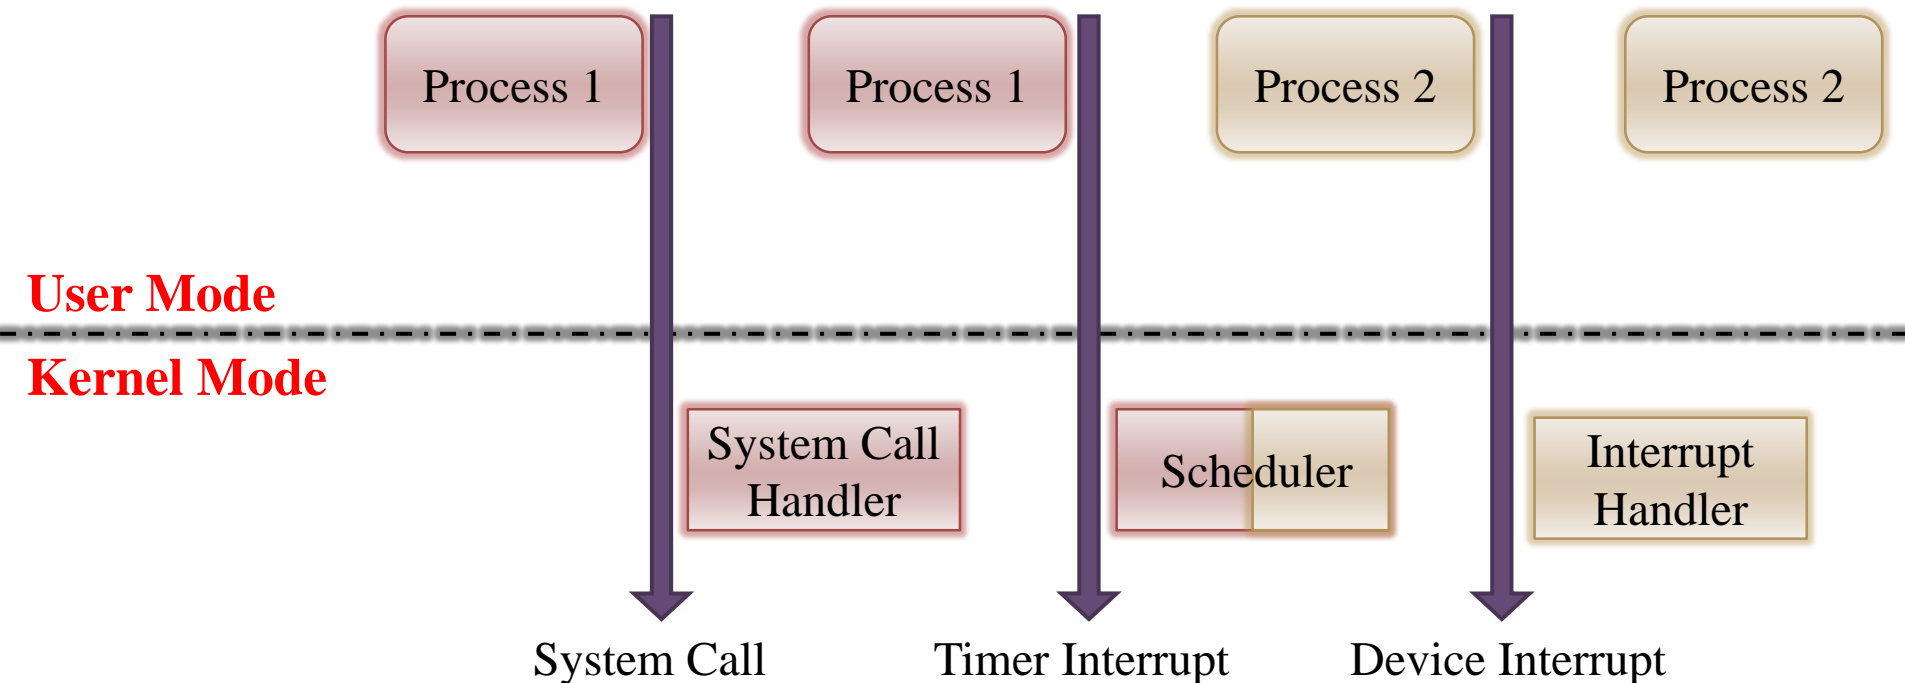 Process 1
Process 1
Process 2
Process 2
User Mode
Kernel Mode
System Call
Handler
Scheduler
Interrupt
Handler
System Call
Timer Interrupt
Device Interrupt